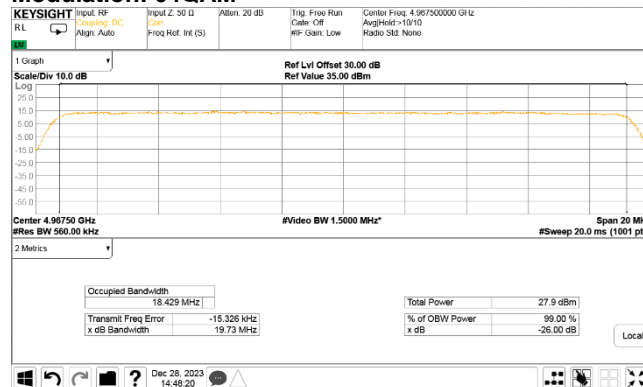 KEYSIGHT Input: RF Input Z: 50 Ω Atten: 20 dB Trig: Free Run Center Freq: 4.967500000 GHz
RL Coupling: DC Corr Gate: Off Avg|Hold:>10/10
Align: Auto Freq Ref: Int (S) #IF Gain: Low Radio Std: None
1 Graph
Ref Lvl Offset 30.00 dB
Scale/Div 10.0 dB Ref Value 35.00 dBm
Log
25.0
15.0
5.00
-5.00
-15.0
-25.0
-35.0
-45.0
-55.0
Center 4.96750 GHz #Video BW 1.5000 MHz* Span 20 M
#Res BW 560.00 kHz #Sweep 20.0 ms (1001 pt
2 Metrics
Occupied Bandwidth
18.429 MHz Total Power 27.9 dBm
Transmit Freq Error -15.326 kHz % of OBW Power 99.00 %
x dB Bandwidth 19.73 MHz x dB -26.00 dB
Local
Dec 28, 2023
14:48:20